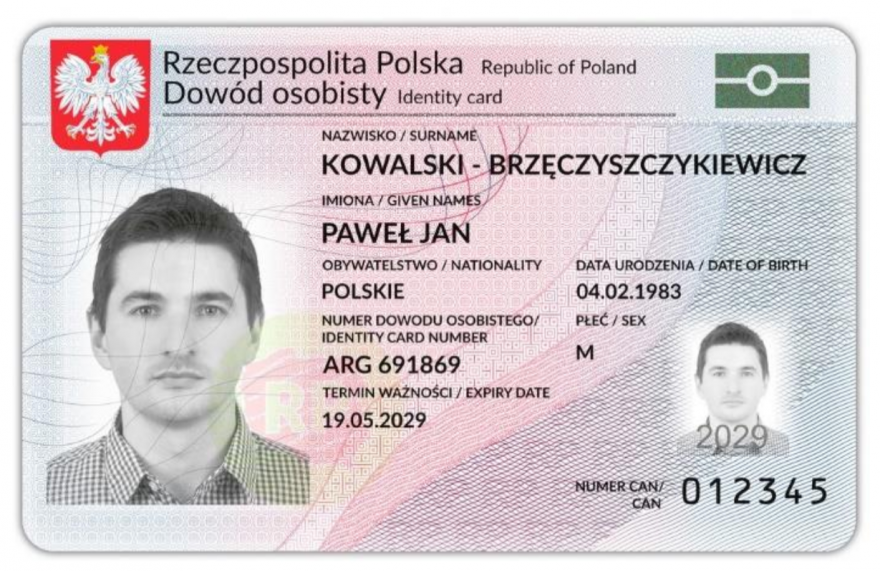 Rzeczpospolita Polska Republic of Poland
Dowód osobisty Identity card
NAZWISKO / SURNAME
KOWALSKI - BRZĘCZYSZCZYKIEWICZ
IMIONA / GIVEN NAMES
PAWEŁ JAN
OBYWATELSTWO / NATIONALITY
POLSKIE
DATA URODZENIA / DATE OF BIRTH
04.02.1983
NUMER DOWODU OSOBISTEGO/
IDENTITY CARD NUMBER
ARG 691869
PŁEĆ / SEX
M
TERMIN WAŻNOŚCI / EXPIRY DATE
19.05.2029
2029
NUMER CAN/
CAN
012345